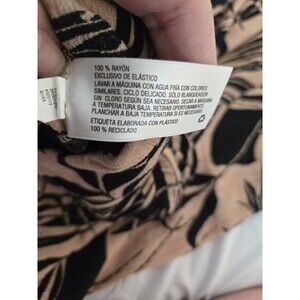 100 % RAYÓN
EXCLUSIVO DE ELÁSTICO
LAVAR A MÁQUINA CON AGUA FRÍA CON COLORES
SIMILARES. CICLO DELICADO. SÓLO BLANQUEADOR
SIN CLORO SEGÚN SEA NECESARIO. SECAR A MÁQUINA
A TEMPERATURA BAJA. RETIRAR PRONTAMENTE.
PLANCHAR A BAJA TEMPERATURA SI ES NECESARIO.
ETIQUETA ELABORADA CON PLÁSTICO
100 % RECICLADO